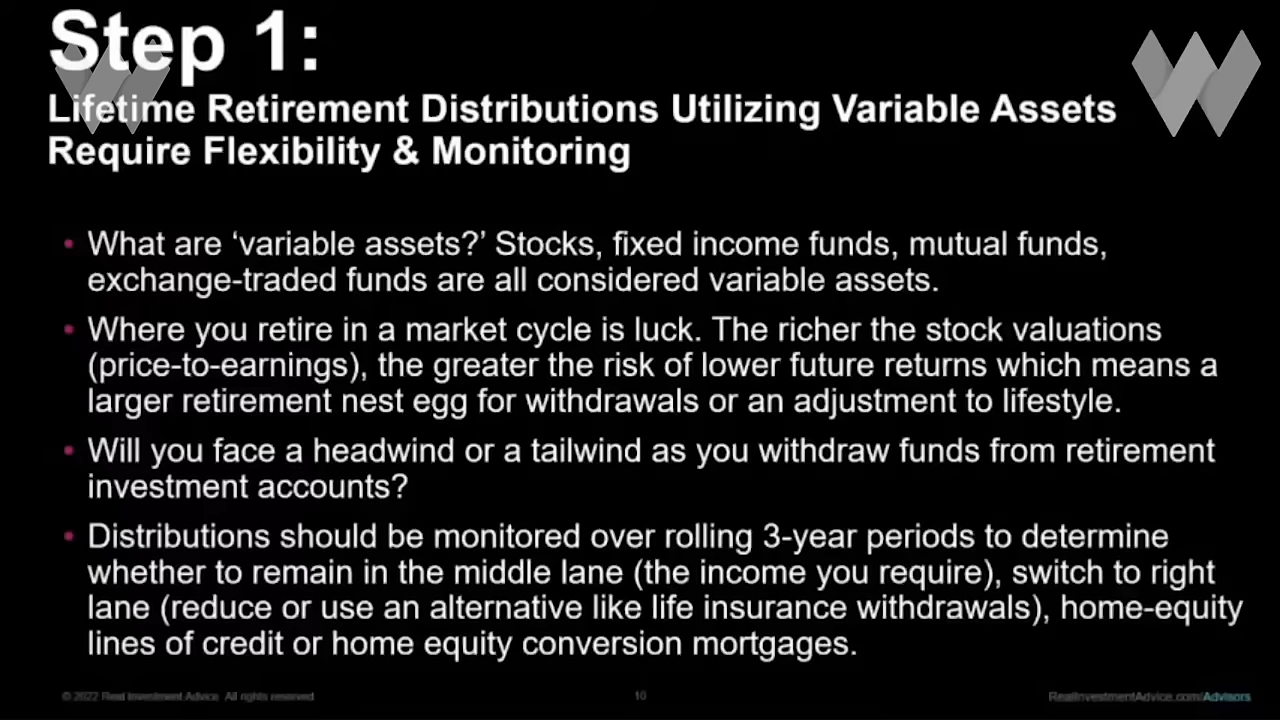 Step 1:
Lifetime Retirement Distributions Utilizing Variable Assets
Require Flexibility & Monitoring
• What are ‘variable assets?’ Stocks, fixed income funds, mutual funds,
exchange-traded funds are all considered variable assets.
• Where you retire in a market cycle is luck. The richer the stock valuations
(price-to-earnings), the greater the risk of lower future returns which means a
larger retirement nest egg for withdrawals or an adjustment to lifestyle.
• Will you face a headwind or a tailwind as you withdraw funds from retirement
investment accounts?
• Distributions should be monitored over rolling 3-year periods to determine
whether to remain in the middle lane (the income you require), switch to right
lane (reduce or use an alternative like life insurance withdrawals), home-equity
lines of credit or home equity conversion mortgages.
© 2022 Real Investment Advice. All rights reserved
10
RealInvestmentAdvice.com/Advisors